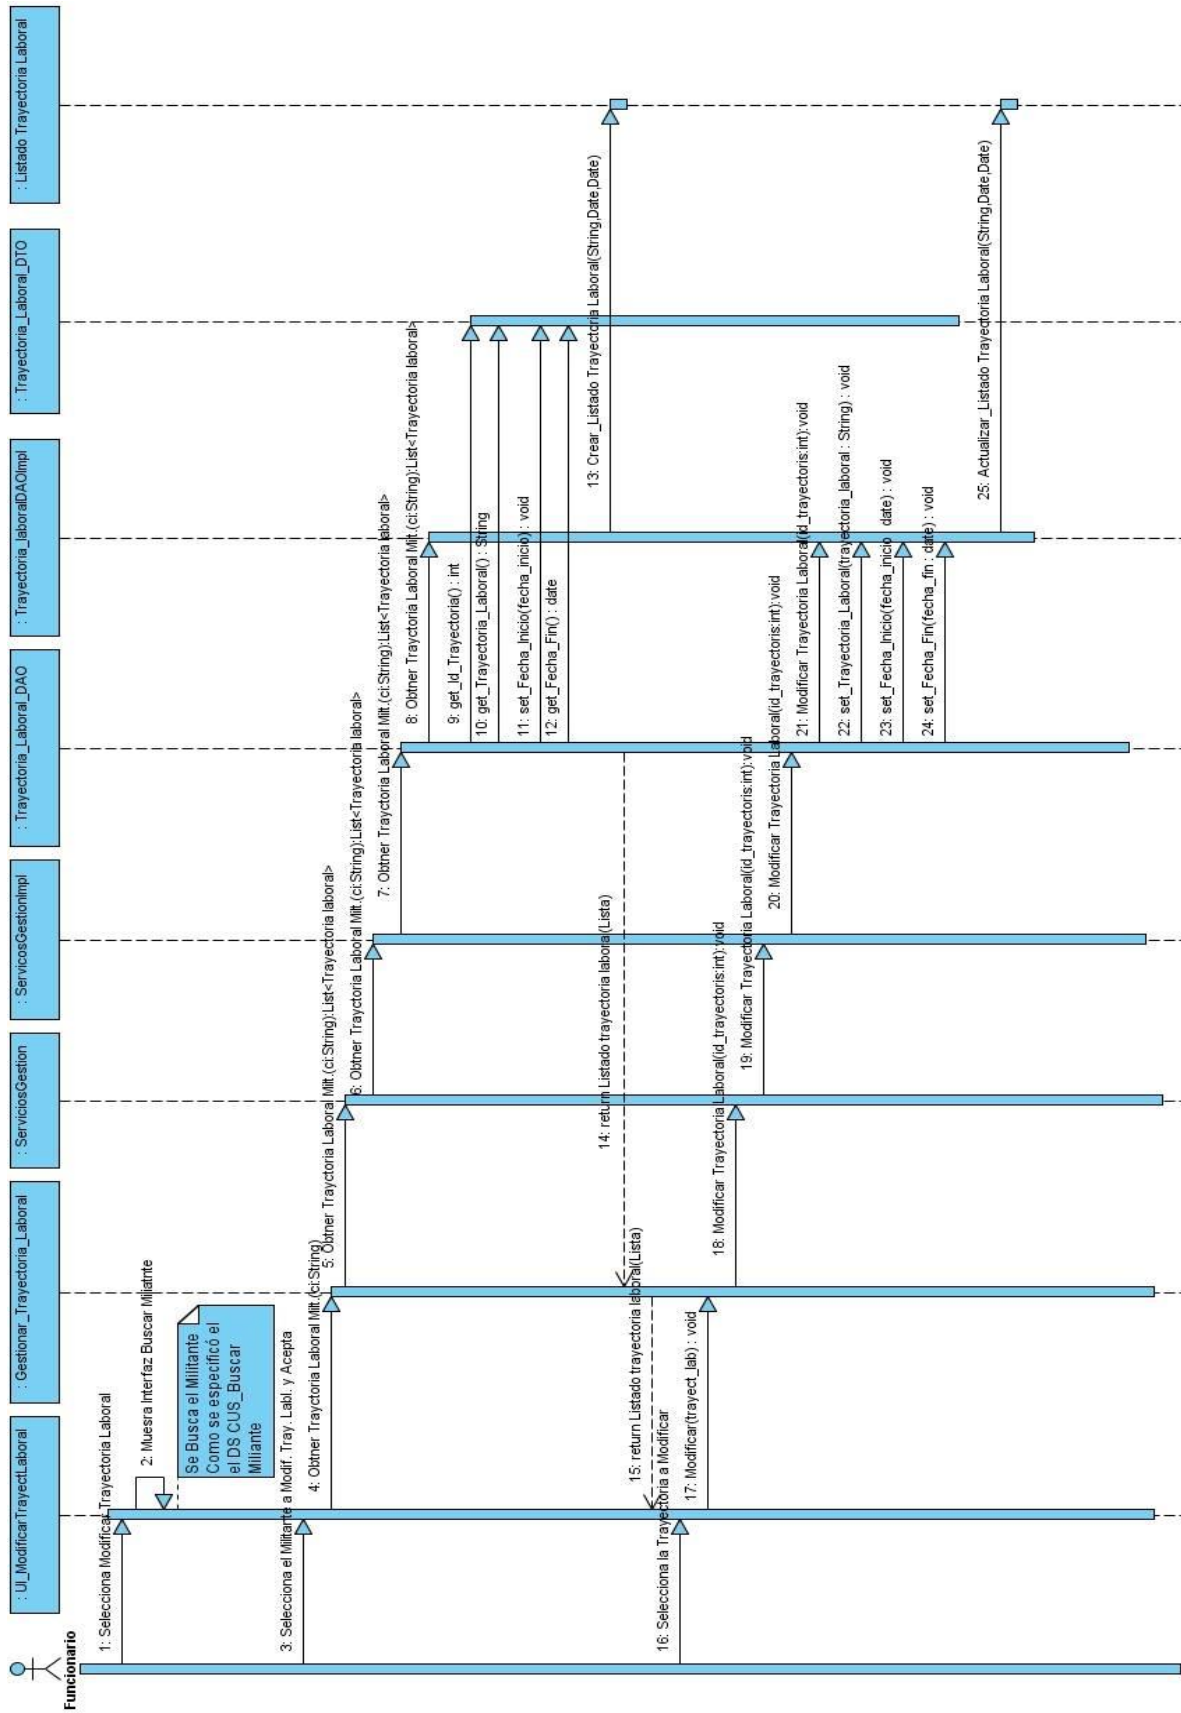 Funcionario
: UI_ModificarTrayectLaboral
: Gestionar_Trayectoria_Laboral
: ServiciosGestion
: ServicosGestionImpl
: Trayectoria_Laboral_DAO
: Trayectoria_laboralDAOImpl
: Trayectoria_Laboral_DTO
: Listado Trayectoria Laboral
1: Selecciona Modificar Trayectoria Laboral
2: Muesra Interfaz Buscar Miliatnte
Se Busca el Militante
Como se especificó el
el DS CUS_Buscar
Miliante
3: Selecciona el Militante a Modif. Tray. Labl. y Acepta
4: Obtner Trayctoria Laboral Milt.(ci:String)
5: Obtner Trayctoria Laboral Milt.(ci:String):List<Trayectoria laboral>
6: Obtner Trayctoria Laboral Milt.(ci:String):List<Trayectoria laboral>
7: Obtner Trayctoria Laboral Milt.(ci:String):List<Trayectoria laboral>
8: Obtner Trayctoria Laboral Milt.(ci:String):List<Trayectoria laboral>
9: get_Id_Trayectoria() : int
10: get_Trayectoria_Laboral() : String
11: set_Fecha_Inicio(fecha_inicio) : void
12: get_Fecha_Fin() : date
13: Crear_Listado Trayectoria Laboral(String,Date,Date)
14: return Listado trayectoria laboral(Lista)
15: return Listado trayectoria laboral(Lista)
16: Selecciona la Trayectoria a Modificar
17: Modificar(trayect_lab) : void
18: Modificar Trayectoria Laboral(id_trayectoris:int):void
19: Modificar Trayectoria Laboral(id_trayectoris:int):void
20: Modificar Trayectoria Laboral(id_trayectoris:int):void
21: Modificar Trayectoria Laboral(id_trayectoris:int):void
22: set_Trayectoria_Laboral(trayectoria_laboral : String) : void
23: set_Fecha_Inicio(fecha_inicio : date) : void
24: set_Fecha_Fin(fecha_fin : date) : void
25: Actualizar_Listado Trayectoria Laboral(String,Date,Date)